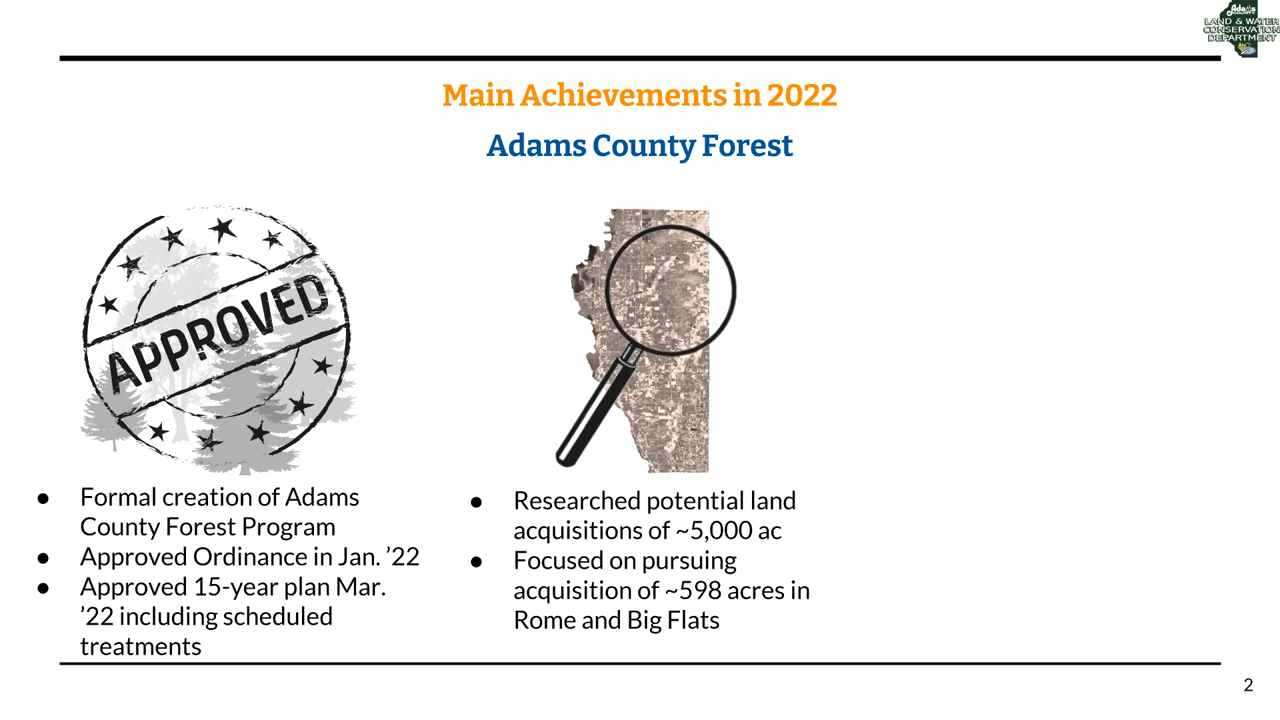 Adams
LAND & WATER
CONSERVATION
DEPARTMENT
Main Achievements in 2022
Adams County Forest
APPROVED
● Formal creation of Adams
County Forest Program
● Approved Ordinance in Jan. ’22
● Approved 15-year plan Mar.
’22 including scheduled
treatments
● Researched potential land
acquisitions of ~5,000 ac
● Focused on pursuing
acquisition of ~598 acres in
Rome and Big Flats
2